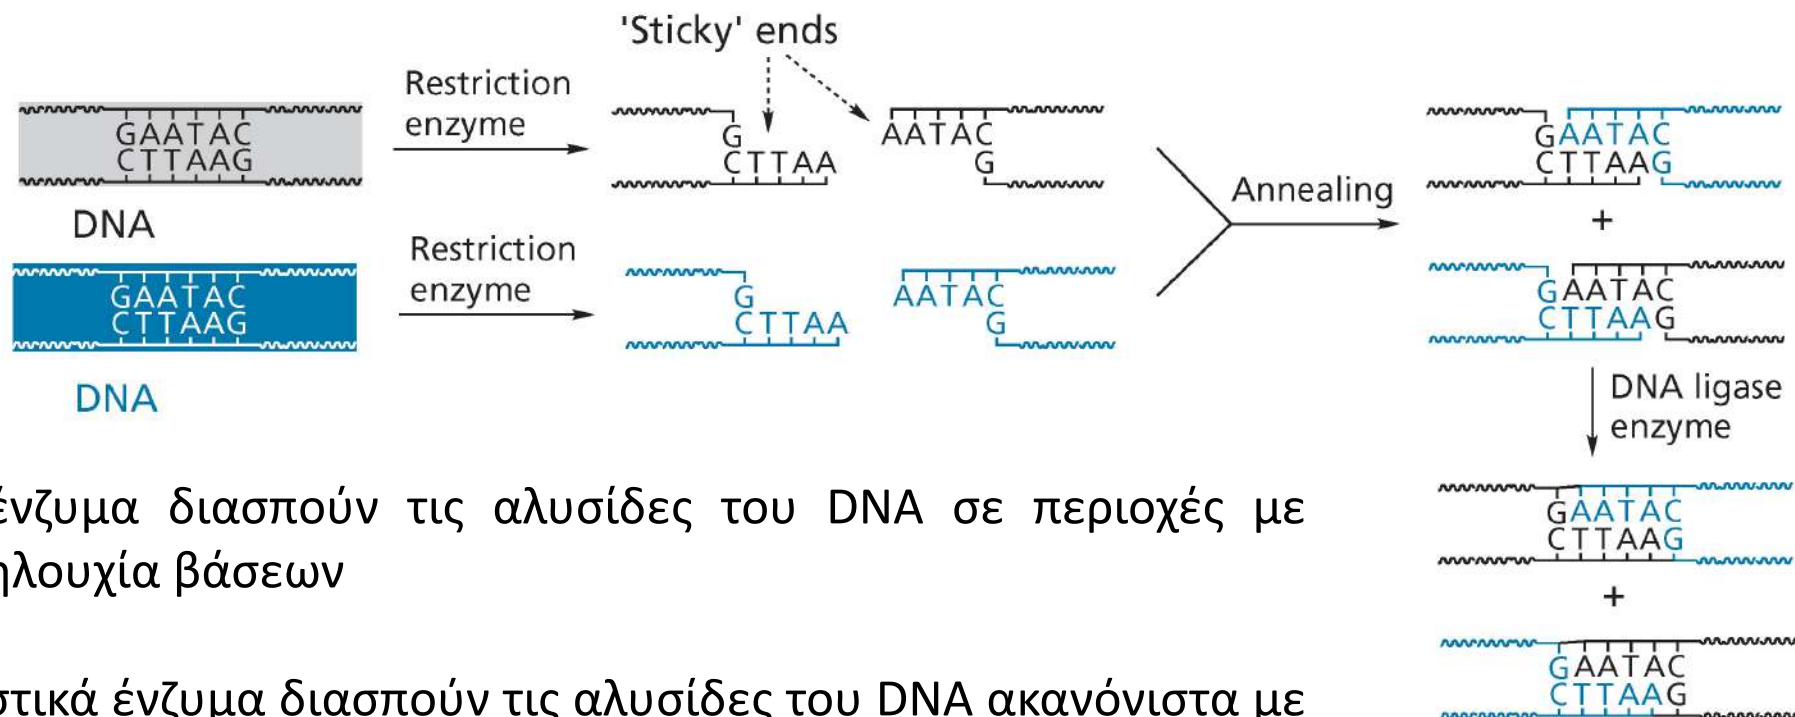 'Sticky' ends
Restriction
enzyme
GAATAC
CTTAAG
DNA
G
CTTAA
AATAC
G
Restriction
enzyme
GAATAC
CTTAAG
DNA
G
CTTAA
AATAC
G
Annealing
GAATAC
CTTAAG
+
GAATAC
CTTAAG
DNA ligase
enzyme
GAATAC
CTTAAG
+
GAATAC
CTTAAG
ένζυμα διασπούν τις αλυσίδες του DNA σε περιοχές με
ηλουχία βάσεων
στικά ένζυμα διασπούν τις αλυσίδες του DNA ακανόνιστα με